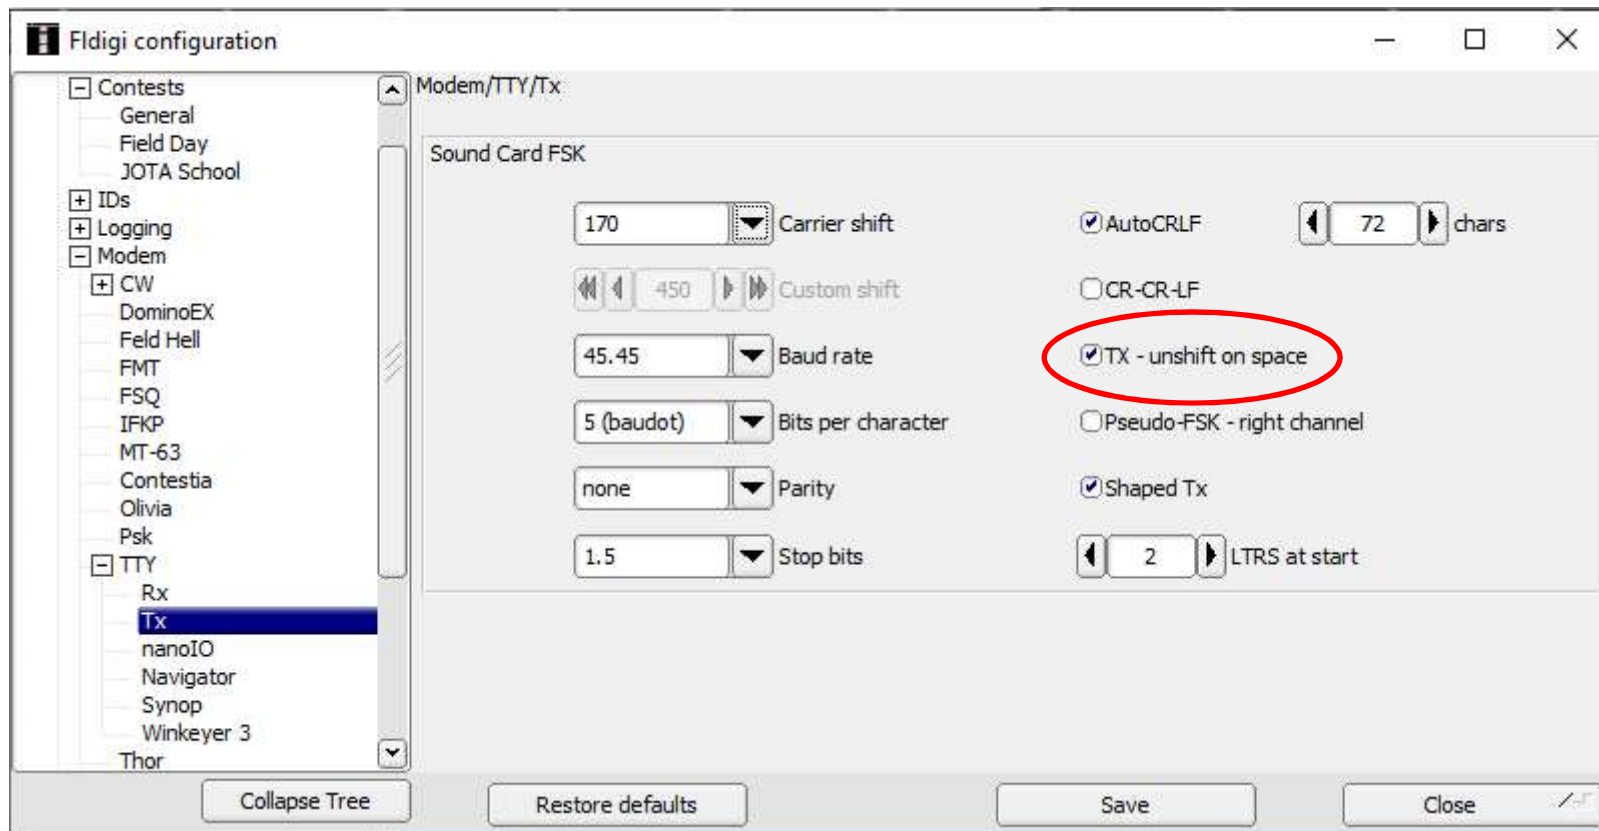 Fldigi configuration
Contests
General
Field Day
JOTA School
IDs
Logging
Modem
CW
DominoEX
Feld Hell
FMT
FSQ
IFKP
MT-63
Contestia
Olivia
Psk
TTY
Rx
Tx
nanoIO
Navigator
Synop
Winkeyer 3
Thor
Collapse Tree
Modem/TTY/Tx
Sound Card FSK
170 Carrier shift AutoCRLF 72 chars
450 Custom shift CR-CR-LF
45.45 Baud rate TX - unshift on space
5 (baudot) Bits per character Pseudo-FSK - right channel
none Parity Shaped Tx
1.5 Stop bits 2 LTRS at start
Restore defaults Save Close